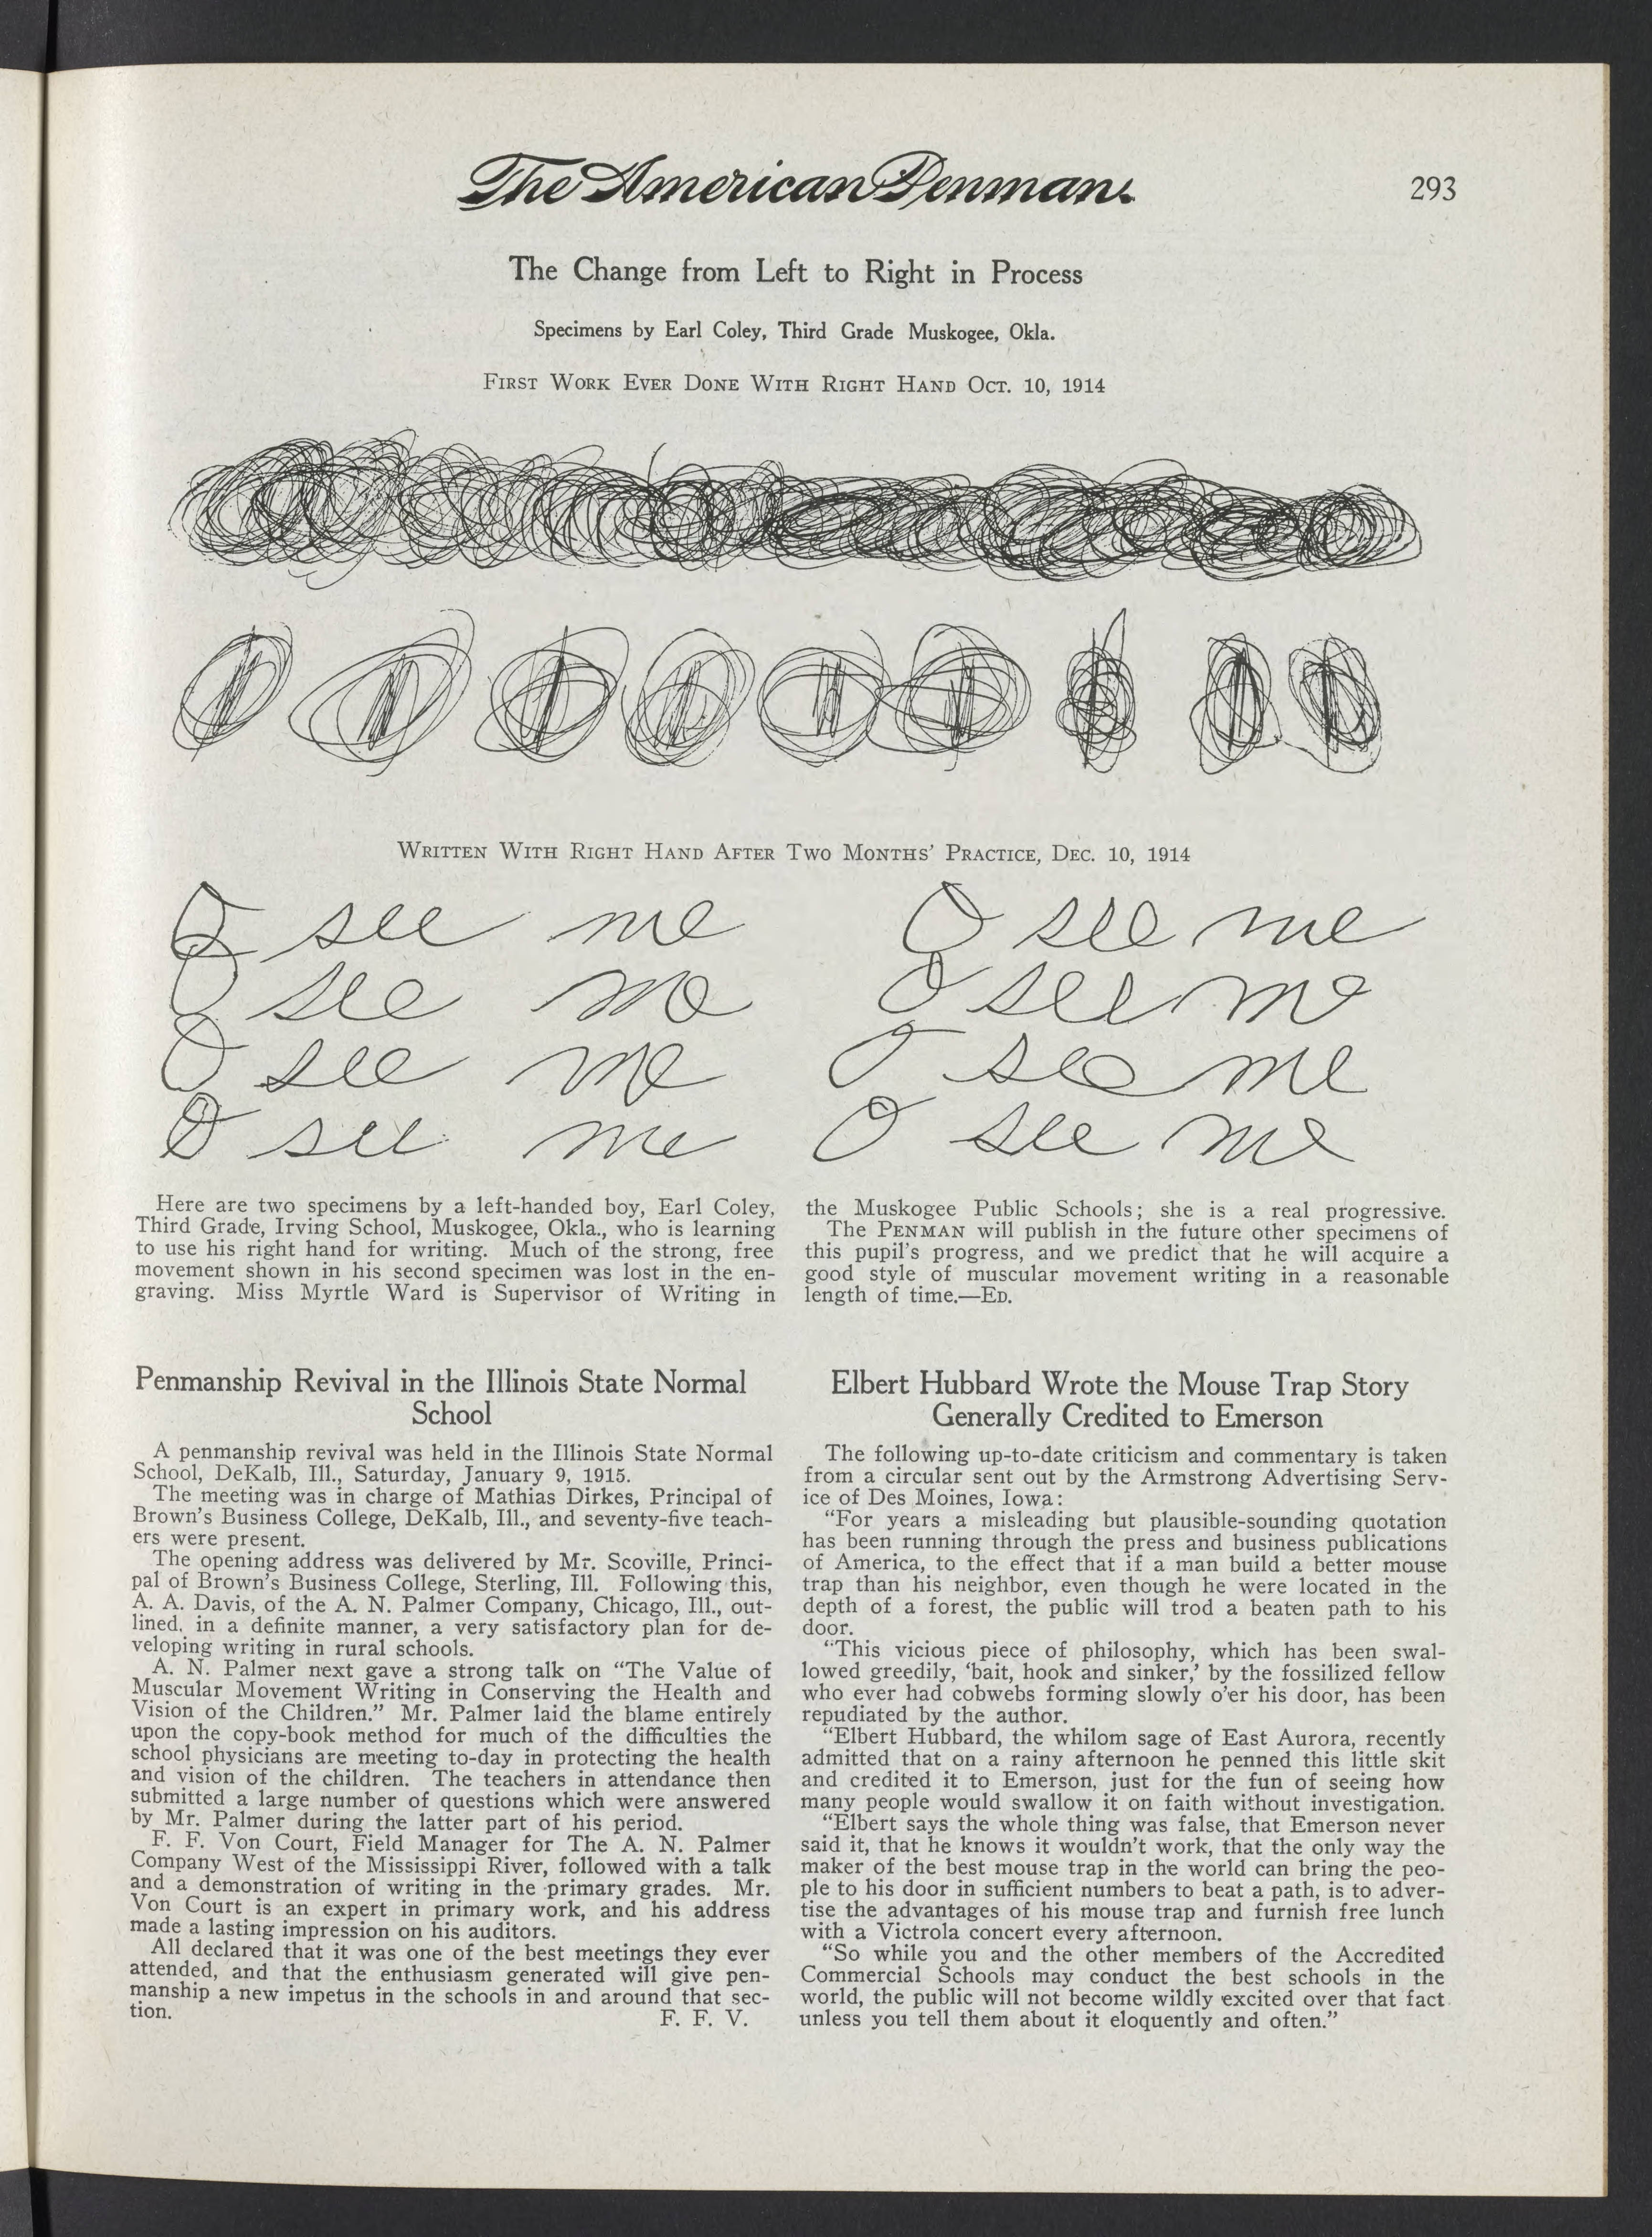 The American Penman
293
The Change from Left to Right in Process
Specimens by Earl Coley, Third Grade Muskogee, Okla.
First Work Ever Done With Right Hand Oct. 10, 1914
Written With Right Hand After Two Months' Practice, Dec. 10, 1914
O see me O see me
O see me O see me
O see me O see me
O see me O see me
Here are two specimens by a left-handed boy, Earl Coley,
Third Grade, Irving School, Muskogee, Okla., who is learning
to use his right hand for writing. Much of the strong, free
movement shown in his second specimen was lost in the en-
graving. Miss Myrtle Ward is Supervisor of Writing in
the Muskogee Public Schools; she is a real progressive.
The Penman will publish in the future other specimens of
this pupil's progress, and we predict that he will acquire a
good style of muscular movement writing in a reasonable
length of time.—Ed.
Penmanship Revival in the Illinois State Normal
School
A penmanship revival was held in the Illinois State Normal
School, DeKalb, Ill., Saturday, January 9, 1915.
The meeting was in charge of Mathias Dirkes, Principal of
Brown's Business College, DeKalb, Ill., and seventy-five teach-
ers were present.
The opening address was delivered by Mr. Scoville, Princi-
pal of Brown's Business College, Sterling, Ill. Following this,
A. A. Davis, of the A. N. Palmer Company, Chicago, Ill., out-
lined, in a definite manner, a very satisfactory plan for de-
veloping writing in rural schools.
A. N. Palmer next gave a strong talk on "The Value of
Muscular Movement Writing in Conserving the Health and
Vision of the Children." Mr. Palmer laid the blame entirely
upon the copy-book method for much of the difficulties the
school physicians are meeting to-day in protecting the health
and vision of the children. The teachers in attendance then
submitted a large number of questions which were answered
by Mr. Palmer during the latter part of his period.
F. F. Von Court, Field Manager for The A. N. Palmer
Company West of the Mississippi River, followed with a talk
and a demonstration of writing in the primary grades. Mr.
Von Court is an expert in primary work, and his address
made a lasting impression on his auditors.
All declared that it was one of the best meetings they ever
attended, and that the enthusiasm generated will give pen-
manship a new impetus in the schools in and around that sec-
tion. F. F. V.
Elbert Hubbard Wrote the Mouse Trap Story
Generally Credited to Emerson
The following up-to-date criticism and commentary is taken
from a circular sent out by the Armstrong Advertising Serv-
ice of Des Moines, Iowa:
"For years a misleading but plausible-sounding quotation
has been running through the press and business publications
of America, to the effect that if a man build a better mouse
trap than his neighbor, even though he were located in the
depth of a forest, the public will trod a beaten path to his
door.
"This vicious piece of philosophy, which has been swal-
lowed greedily, 'bait, hook and sinker,' by the fossilized fellow
who ever had cobwebs forming slowly o'er his door, has been
repudiated by the author.
"Elbert Hubbard, the whilom sage of East Aurora, recently
admitted that on a rainy afternoon he penned this little skit
and credited it to Emerson, just for the fun of seeing how
many people would swallow it on faith without investigation.
"Elbert says the whole thing was false, that Emerson never
said it, that he knows it wouldn't work, that the only way the
maker of the best mouse trap in the world can bring the peo-
ple to his door in sufficient numbers to beat a path, is to adver-
tise the advantages of his mouse trap and furnish free lunch
with a Victrola concert every afternoon.
"So while you and the other members of the Accredited
Commercial Schools may conduct the best schools in the
world, the public will not become wildly excited over that fact
unless you tell them about it eloquently and often."